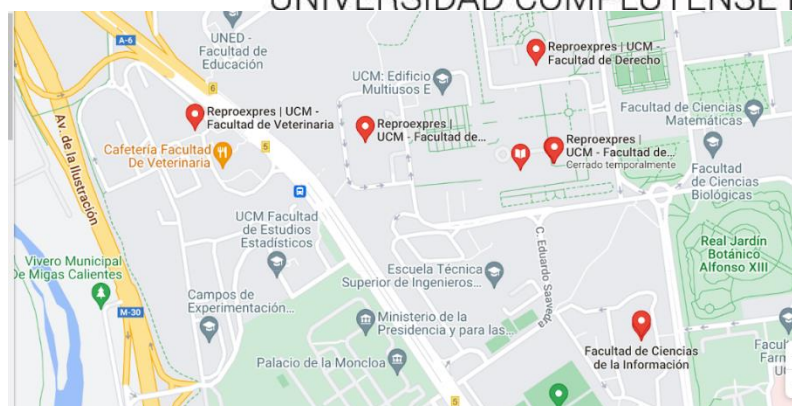 UNIVERSIDAD COMPLUTENSE
A-6
UNED -
Facultad de
Educación
6
Reproexpres | UCM -
Facultad de Derecho
UCM: Edificio
Multiusos E
Reproexpres | UCM -
Facultad de Veterinaria
Reproexpres |
UCM - Facultad de...
Facultad de Ciencias
Matemáticas
Reproexpres |
UCM - Facultad de...
Cerrado temporalmente
Av. de la Ilustración
Cafetería Facultad
De Veterinaria
5
Facultad
de Ciencias
Biológicas
UCM Facultad
de Estudios
Estadísticos
C. Eduardo Saavedra
Real Jardín
Botánico
Alfonso XIII
Vivero Municipal
De Migas Calientes
Escuela Técnica
Superior de Ingenieros...
Campos de
Experimentación...
M-30
Ministerio de la
Presidencia y para las...
Facultad de Ciencias
de la Información
Palacio de la Moncloa
5